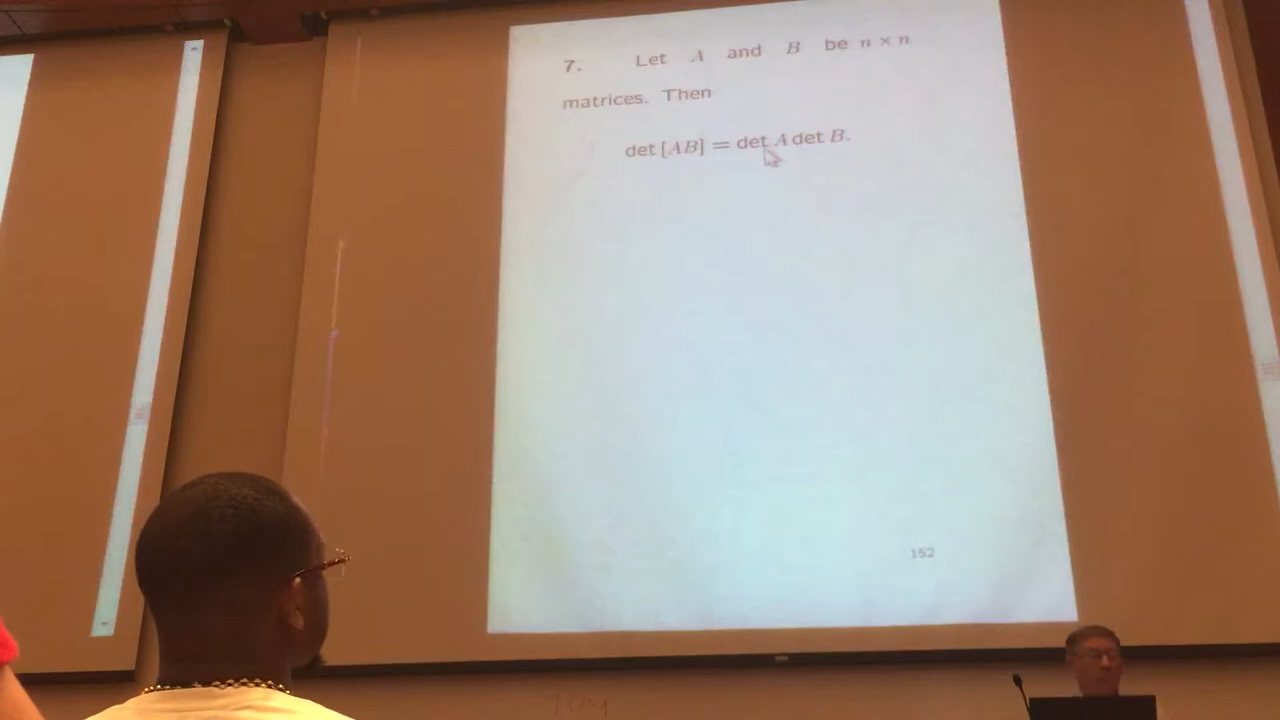 7. Let A and B be n × n
matrices. Then
det [AB] = det A det B.
152